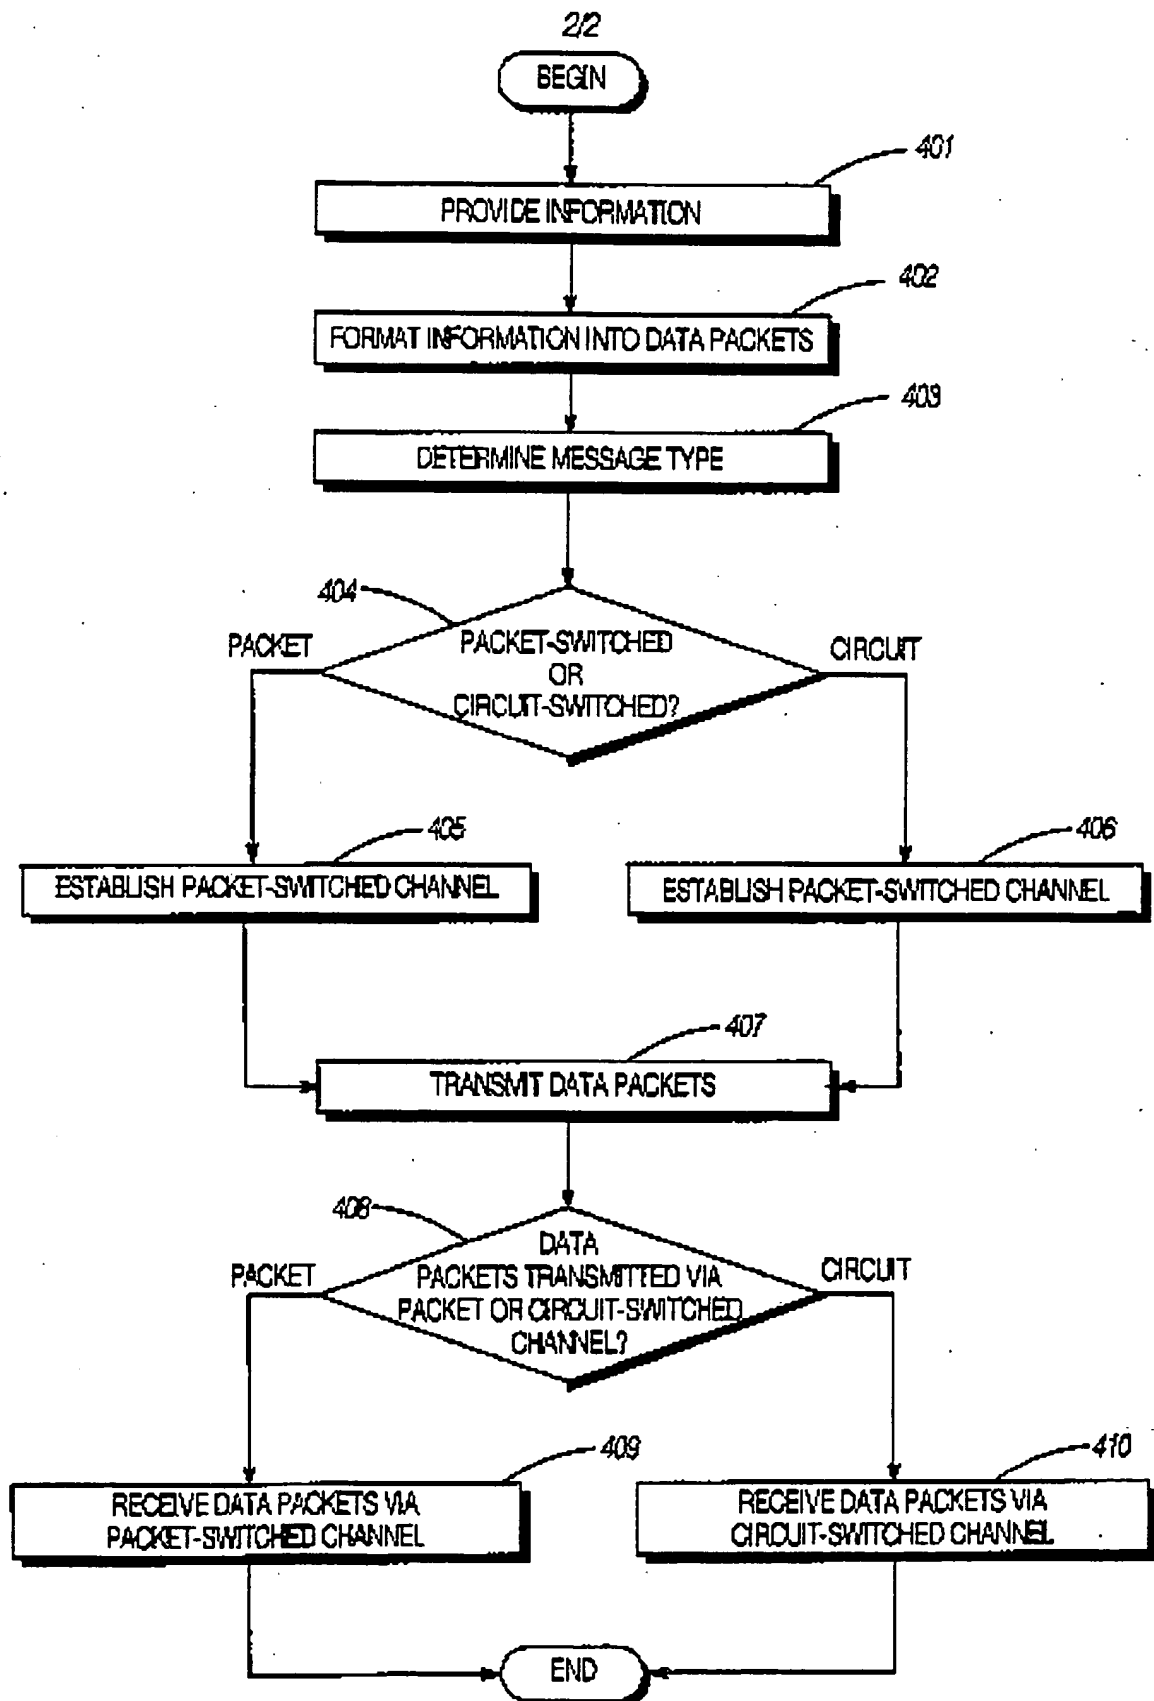 2/2
BEGIN
401
PROVIDE INFORMATION
402
FORMAT INFORMATION INTO DATA PACKETS
403
DETERMINE MESSAGE TYPE
404
PACKET
PACKET-SWITCHED
OR
CIRCUIT-SWITCHED?
CIRCUIT
405
ESTABLISH PACKET-SWITCHED CHANNEL
406
ESTABLISH PACKET-SWITCHED CHANNEL
407
TRANSMIT DATA PACKETS
408
PACKET
DATA
PACKETS TRANSMITTED VIA
PACKET OR CIRCUIT-SWITCHED
CHANNEL?
CIRCUIT
409
RECEIVE DATA PACKETS VIA
PACKET-SWITCHED CHANNEL
410
RECEIVE DATA PACKETS VIA
CIRCUIT-SWITCHED CHANNEL
END